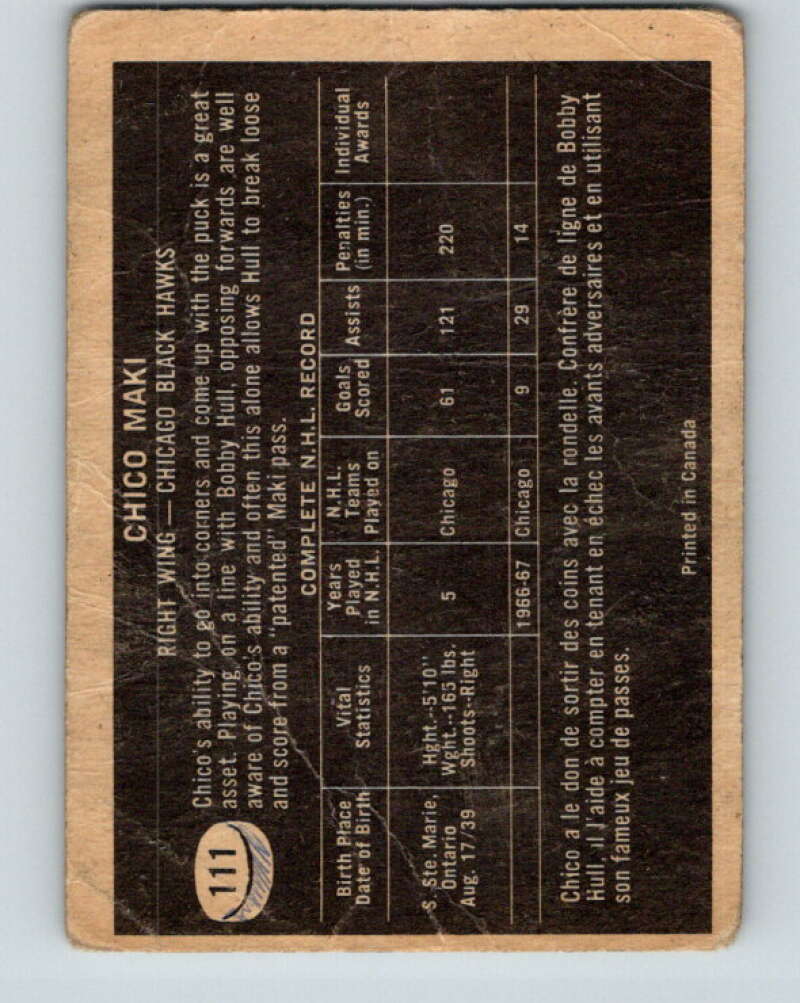 111
CHICO MAKI
RIGHT WING — CHICAGO BLACK HAWKS
Chico's ability to go into corners and come up with the puck is a great
asset. Playing on a line with Bobby Hull, opposing forwards are well
aware of Chico's ability and often this alone allows Hull to break loose
and score from a "patented" Maki pass.
COMPLETE N.H.L. RECORD
Birth Place
Date of Birth
Vital
Statistics
Years
Played
in N.H.L.
N.H.L.
Teams
Played on
Goals
Scored
Assists
Penalties
(in min.)
Individual
Awards
S. Ste. Marie,
Ontario
Aug. 17/39
Hght.--5'10"
Wght.--165 lbs.
Shoots--Right
5
Chicago
61
121
220
1966-67
Chicago
9
29
14
Chico a le don de sortir des coins avec la rondelle. Confrère de ligne de Bobby
Hull, il l'aide à compter en tenant en échec les avants adversaires et en utilisant
son fameux jeu de passes.
Printed in Canada